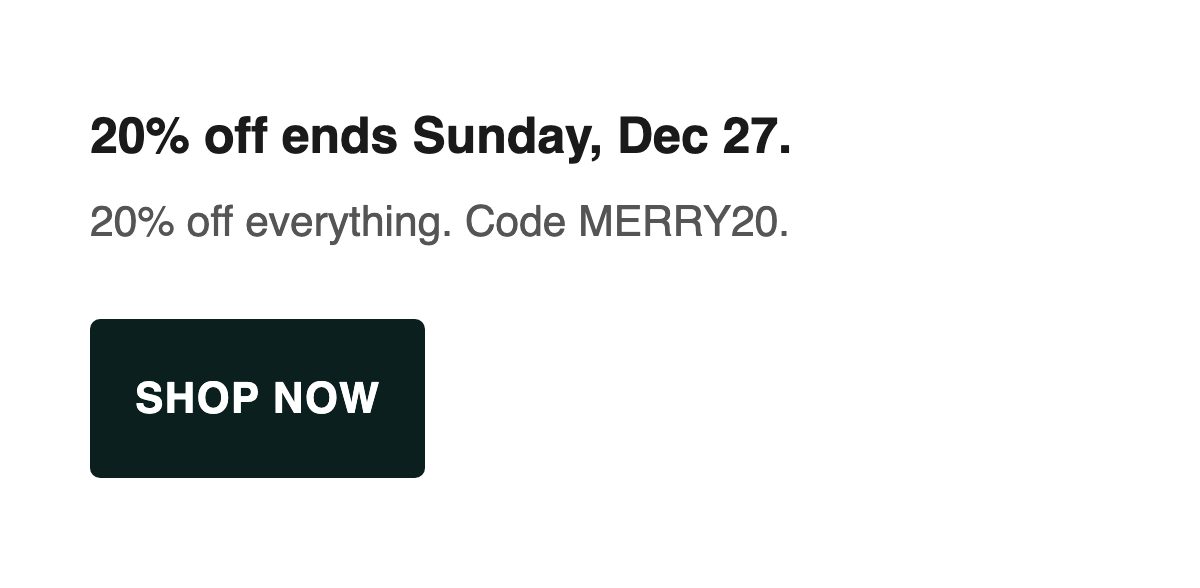 20% off ends Sunday, Dec 27.
20% off everything. Code MERRY20.
SHOP NOW